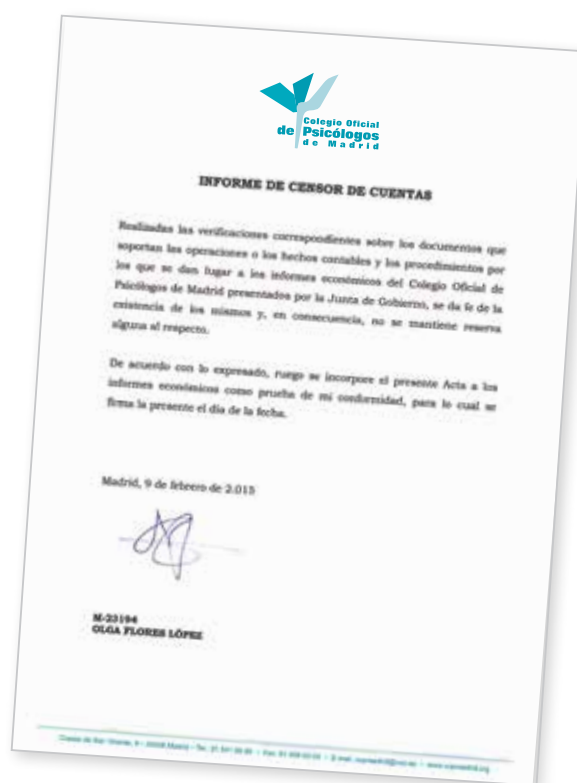 Colegio Oficial
de Psicólogos
de Madrid
INFORME DE CENSOR DE CUENTAS
Realizadas las verificaciones correspondientes sobre los documentos que
soportan las operaciones o los hechos contables y los procedimientos por
los que se dan lugar a los informes económicos del Colegio Oficial de
Psicólogos de Madrid presentados por la Junta de Gobierno, se da fe de la
existencia de los mismos y, en consecuencia, no se mantiene reserva
alguna al respecto.
De acuerdo con lo expresado, ruego se incorpore el presente Acta a los
informes económicos como prueba de mi conformidad, para lo cual se
firma la presente el día de la fecha.
Madrid, 9 de febrero de 2.015
M-23194
OLGA FLORES LÓPEZ